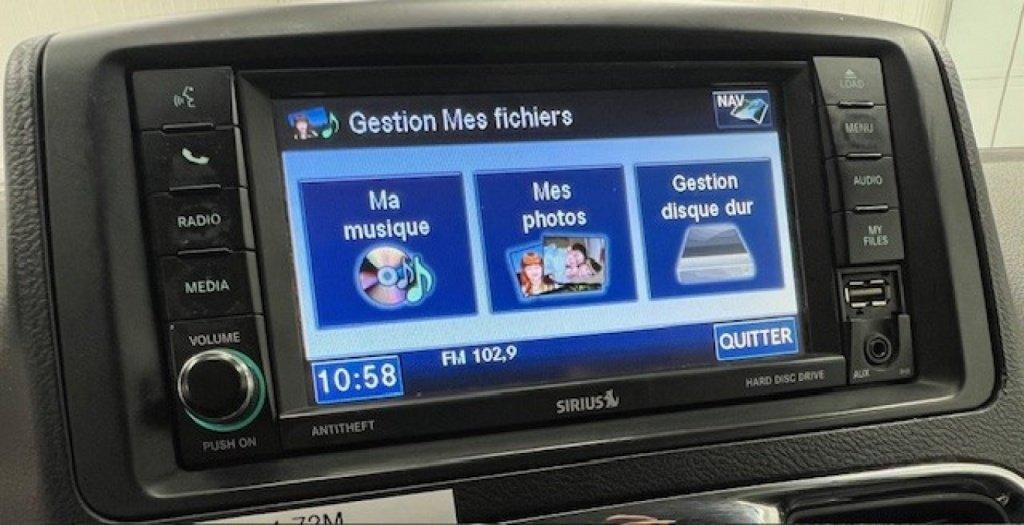 Gestion Mes fichiers
NAV
Ma
musique
Mes
photos
Gestion
disque dur
10:58
FM 102,9
QUITTER
RADIO
MEDIA
VOLUME
PUSH ON
ANTITHEFT
SIRIUS
HARD DISC DRIVE
LOAD
MENU
AUDIO
MY
FILES
AUX